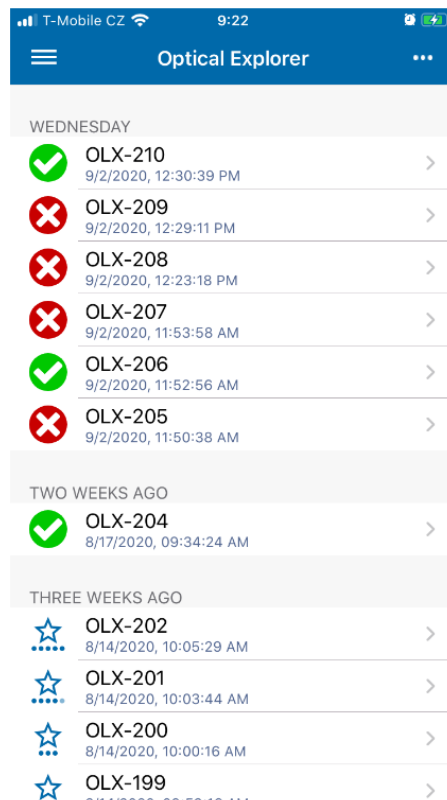 T-Mobile CZ 9:22
Optical Explorer
WEDNESDAY
OLX-210
9/2/2020, 12:30:39 PM
OLX-209
9/2/2020, 12:29:11 PM
OLX-208
9/2/2020, 12:23:18 PM
OLX-207
9/2/2020, 11:53:58 AM
OLX-206
9/2/2020, 11:52:56 AM
OLX-205
9/2/2020, 11:50:38 AM
TWO WEEKS AGO
OLX-204
8/17/2020, 09:34:24 AM
THREE WEEKS AGO
OLX-202
8/14/2020, 10:05:29 AM
OLX-201
8/14/2020, 10:03:44 AM
OLX-200
8/14/2020, 10:00:16 AM
OLX-199